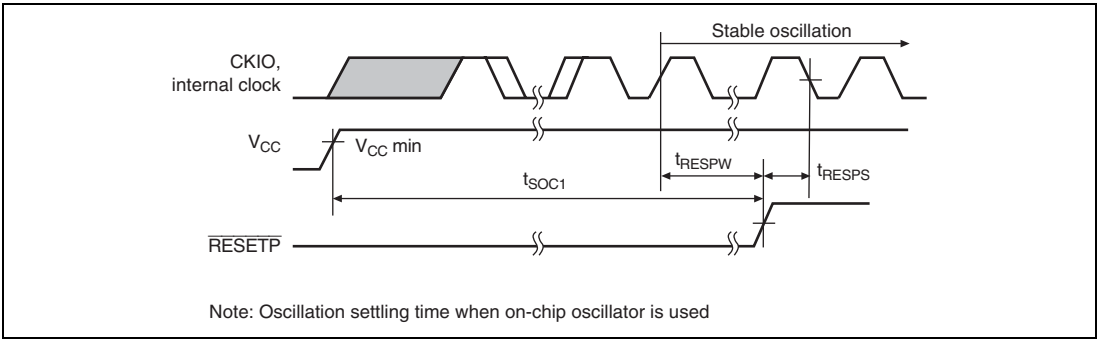 Stable oscillation
CKIO,
internal clock
VCC
VCC min
tRESPW
tRESPS
tSOC1
RESETP
Note: Oscillation settling time when on-chip oscillator is used